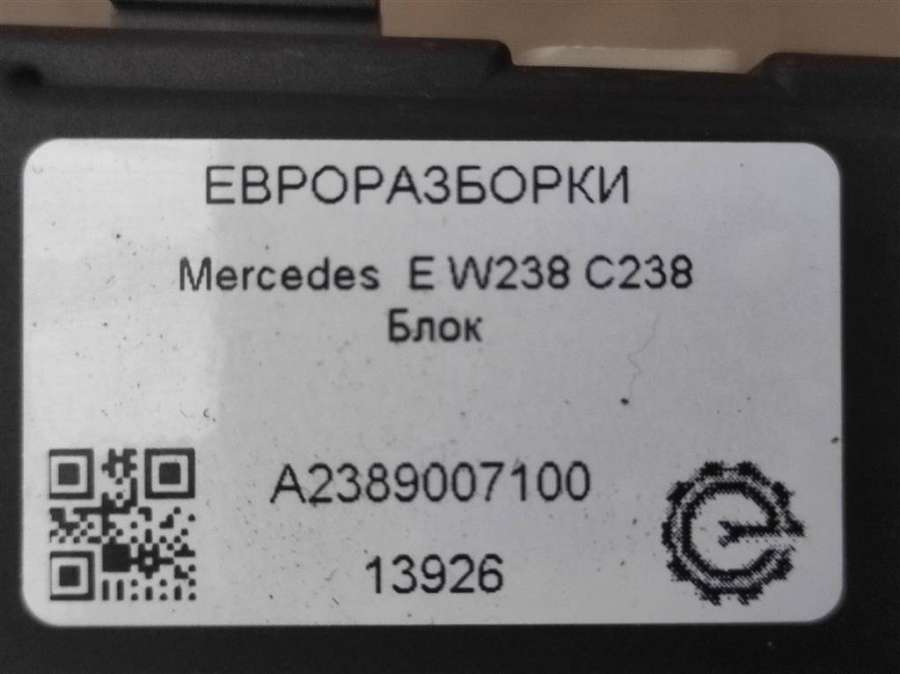 ЕВРОРАЗБОРКИ
Mercedes E W238 C238
Блок
A2389007100
13926